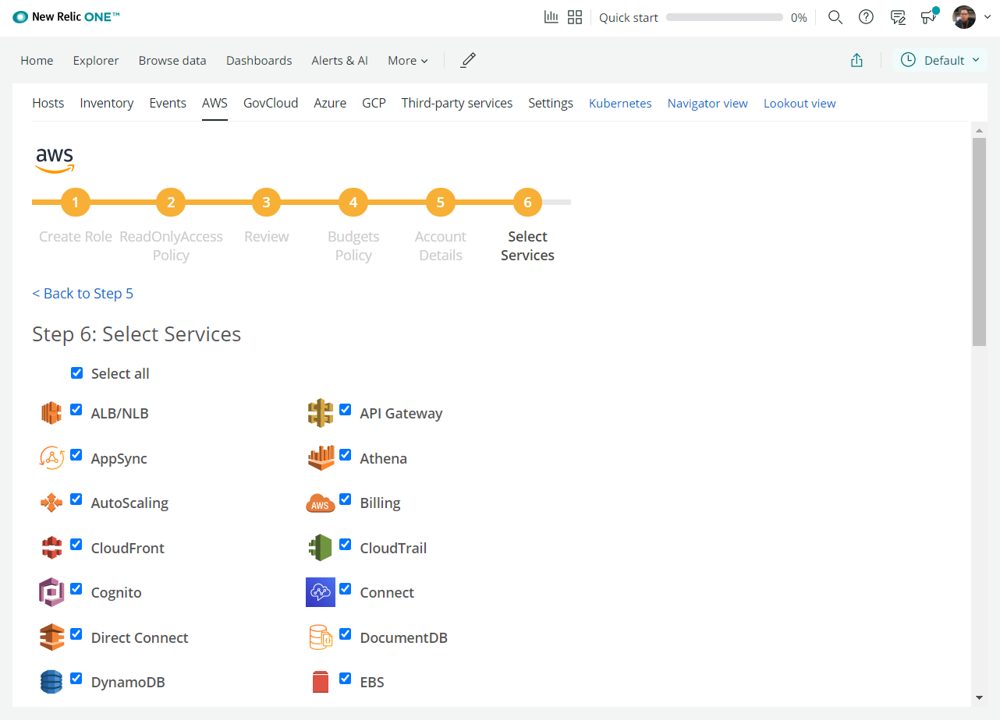 New Relic ONE™
Quick start 0%
Home Explorer Browse data Dashboards Alerts & AI More Default
Hosts Inventory Events AWS GovCloud Azure GCP Third-party services Settings Kubernetes Navigator view Lookout view
aws
1 2 3 4 5 6
Create Role ReadOnlyAccess Review Budgets Account Select
Policy Policy Details Services
< Back to Step 5
Step 6: Select Services
Select all
ALB/NLB API Gateway
AppSync Athena
AutoScaling AWS Billing
CloudFront CloudTrail
Cognito Connect
Direct Connect DocumentDB
DynamoDB EBS